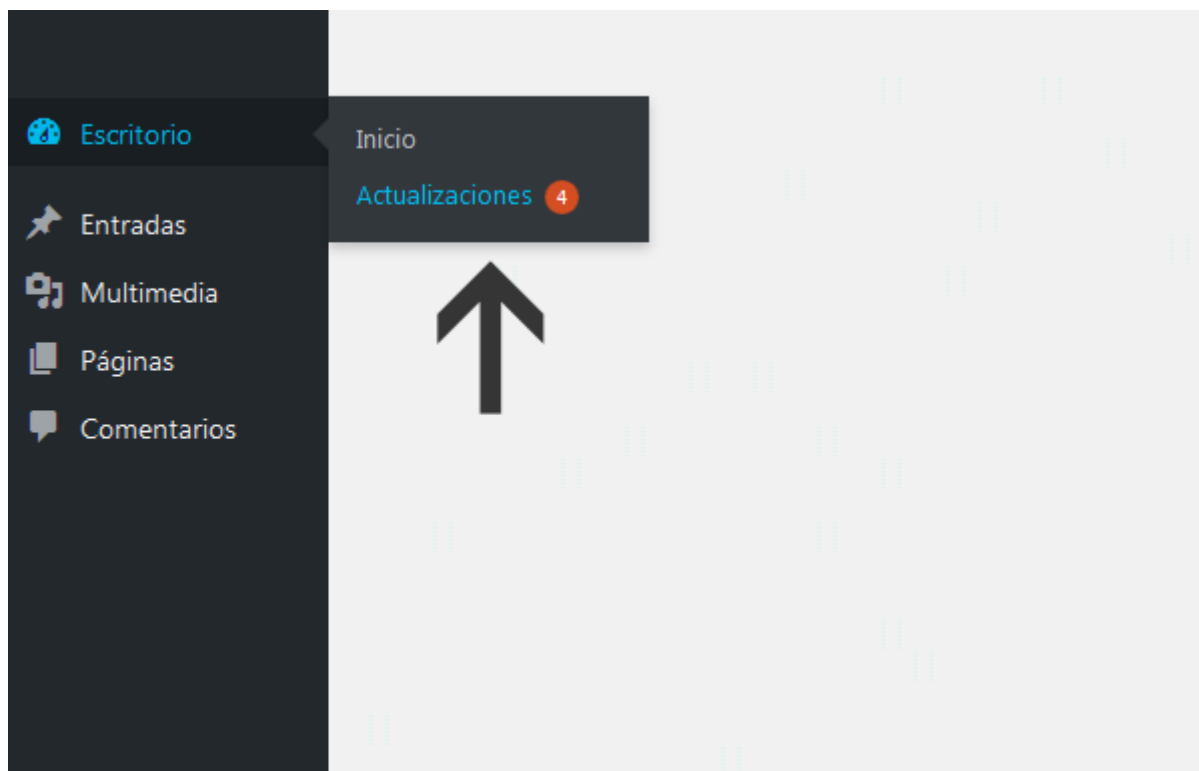 Escritorio
Inicio
Actualizaciones 4
Entradas
Multimedia
Páginas
Comentarios